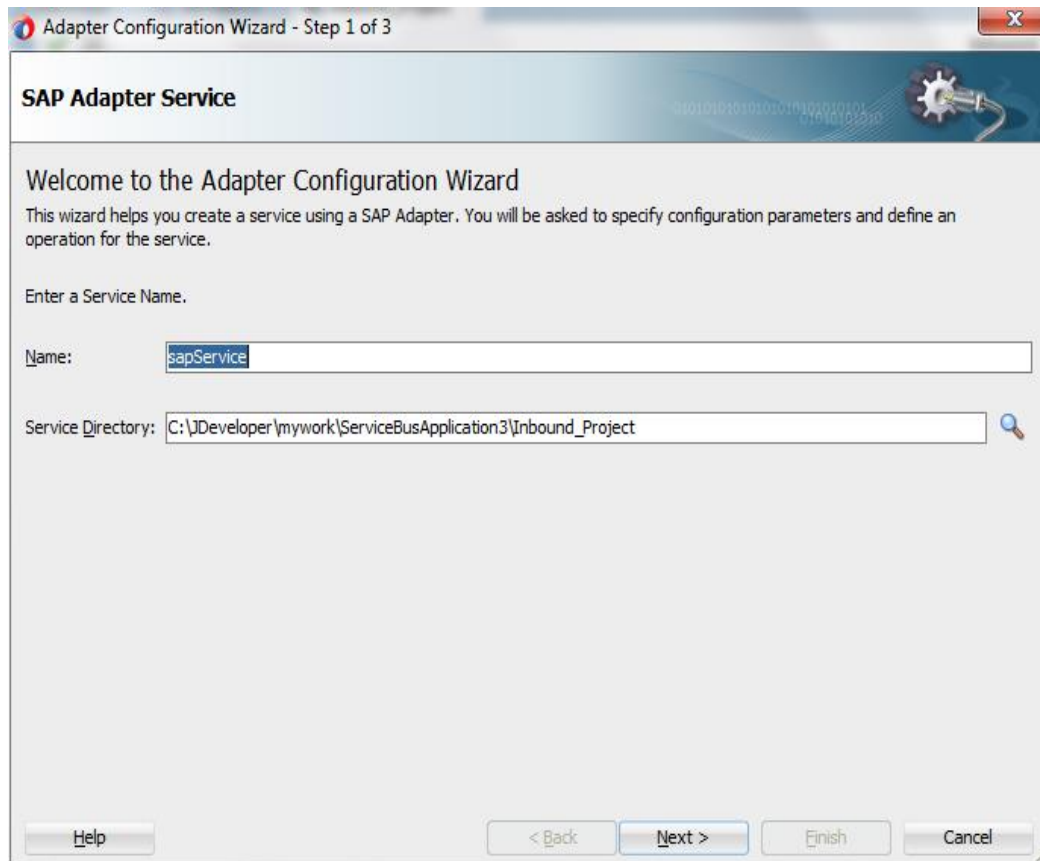 Adapter Configuration Wizard - Step 1 of 3
X
SAP Adapter Service
Welcome to the Adapter Configuration Wizard
This wizard helps you create a service using a SAP Adapter. You will be asked to specify configuration parameters and define an
operation for the service.
Enter a Service Name.
Name: sapService
Service Directory: C:\JDeveloper\mywork\ServiceBusApplication3\Inbound_Project
Help < Back Next > Finish Cancel